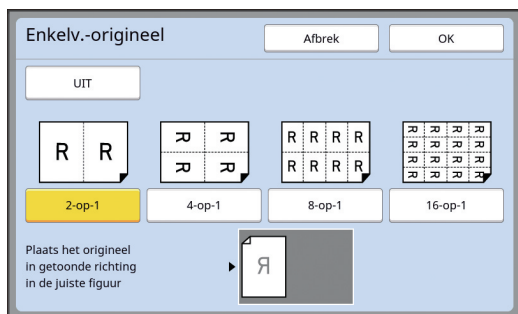 Enkelv.-origineel
Afbrek
OK
UIT
R R
R R
R R
R R R R
R R R R
R R R R
R R R R
R R R R
R R R R
2-op-1
4-op-1
8-op-1
16-op-1
Plaats het origineel
in getoonde richting
in de juiste figuur
R